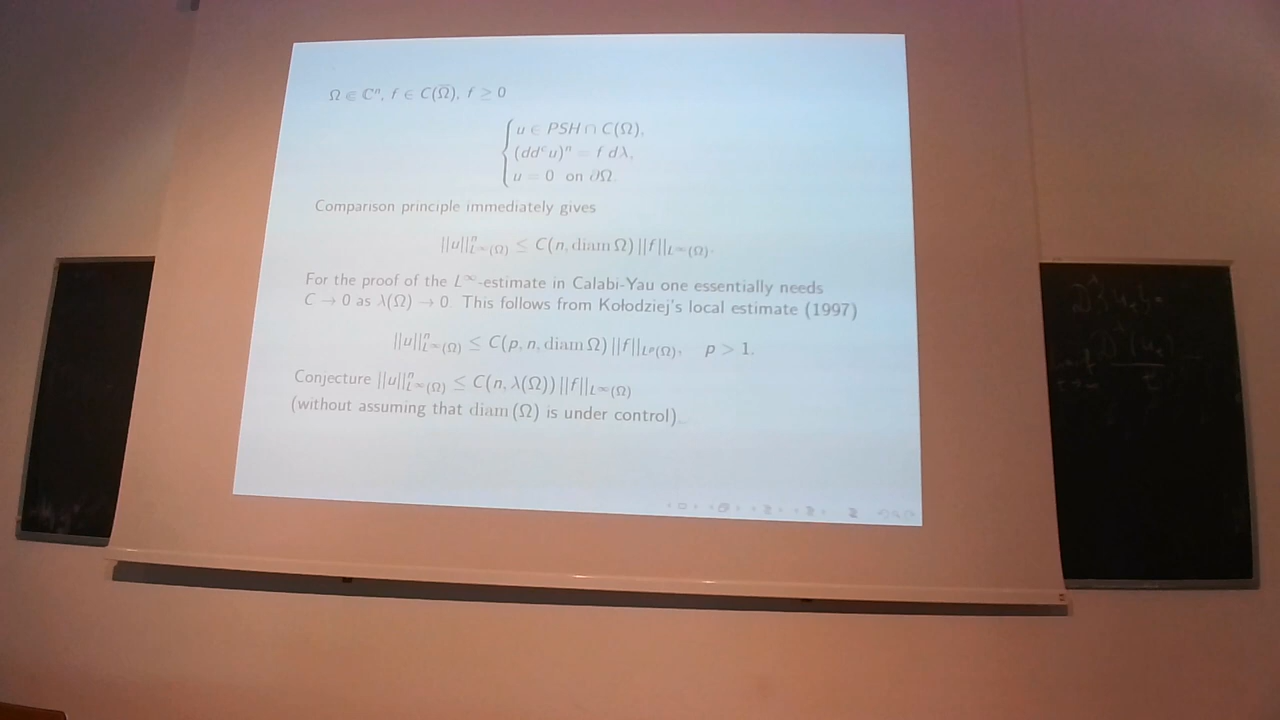 Ω ⋐ ℂⁿ, f ∈ C(Ω̅), f ≥ 0
u ∈ PSH ∩ C(Ω̅),
(ddᶜu)ⁿ = f dλ,
u = 0 on ∂Ω.
Comparison principle immediately gives
||u||ⁿ_{L^∞(Ω)} ≤ C(n, diam Ω) ||f||_{L^∞(Ω)}.
For the proof of the L^∞-estimate in Calabi-Yau one essentially needs
C → 0 as λ(Ω) → 0. This follows from Kołodziej's local estimate (1997)
||u||ⁿ_{L^∞(Ω)} ≤ C(p, n, diam Ω) ||f||_{L^p(Ω)}, p > 1.
Conjecture ||u||ⁿ_{L^∞(Ω)} ≤ C(n, λ(Ω)) ||f||_{L^∞(Ω)}
(without assuming that diam (Ω) is under control).